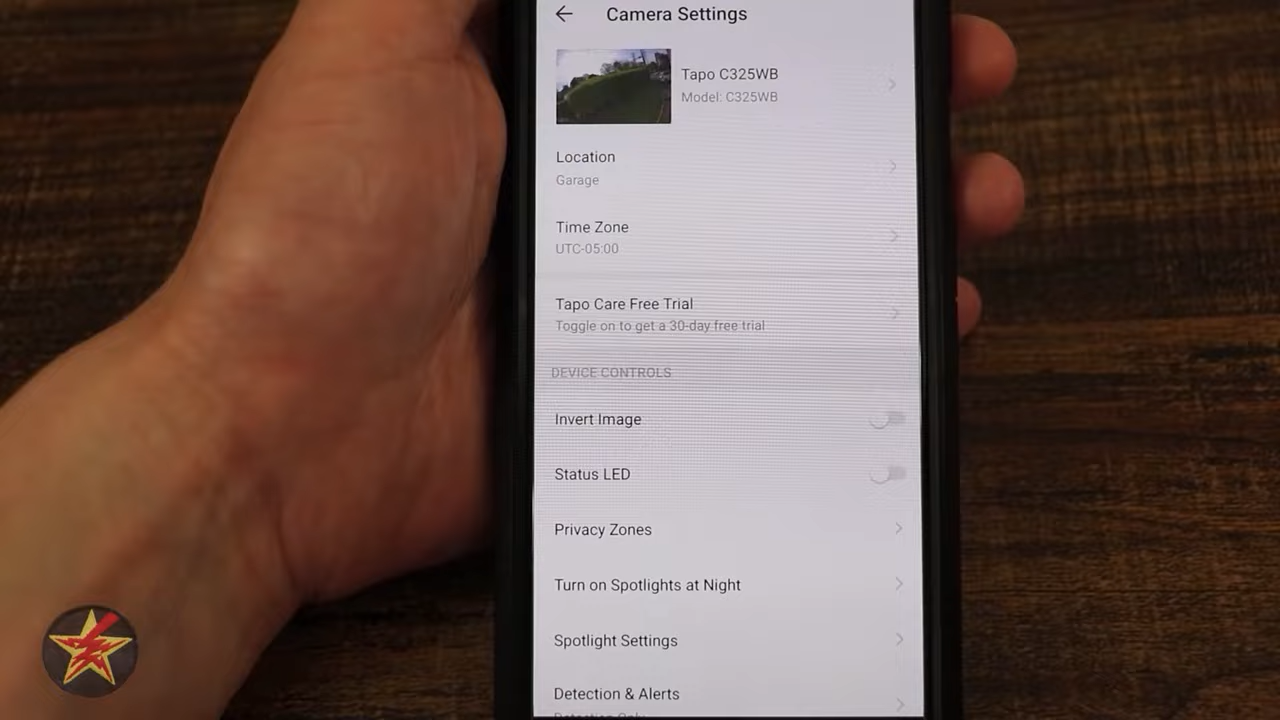 Camera Settings
Tapo C325WB
Model: C325WB
Location
Garage
Time Zone
UTC-05:00
Tapo Care Free Trial
Toggle on to get a 30-day free trial
DEVICE CONTROLS
Invert Image
Status LED
Privacy Zones
Turn on Spotlights at Night
Spotlight Settings
Detection & Alerts
Detection Only